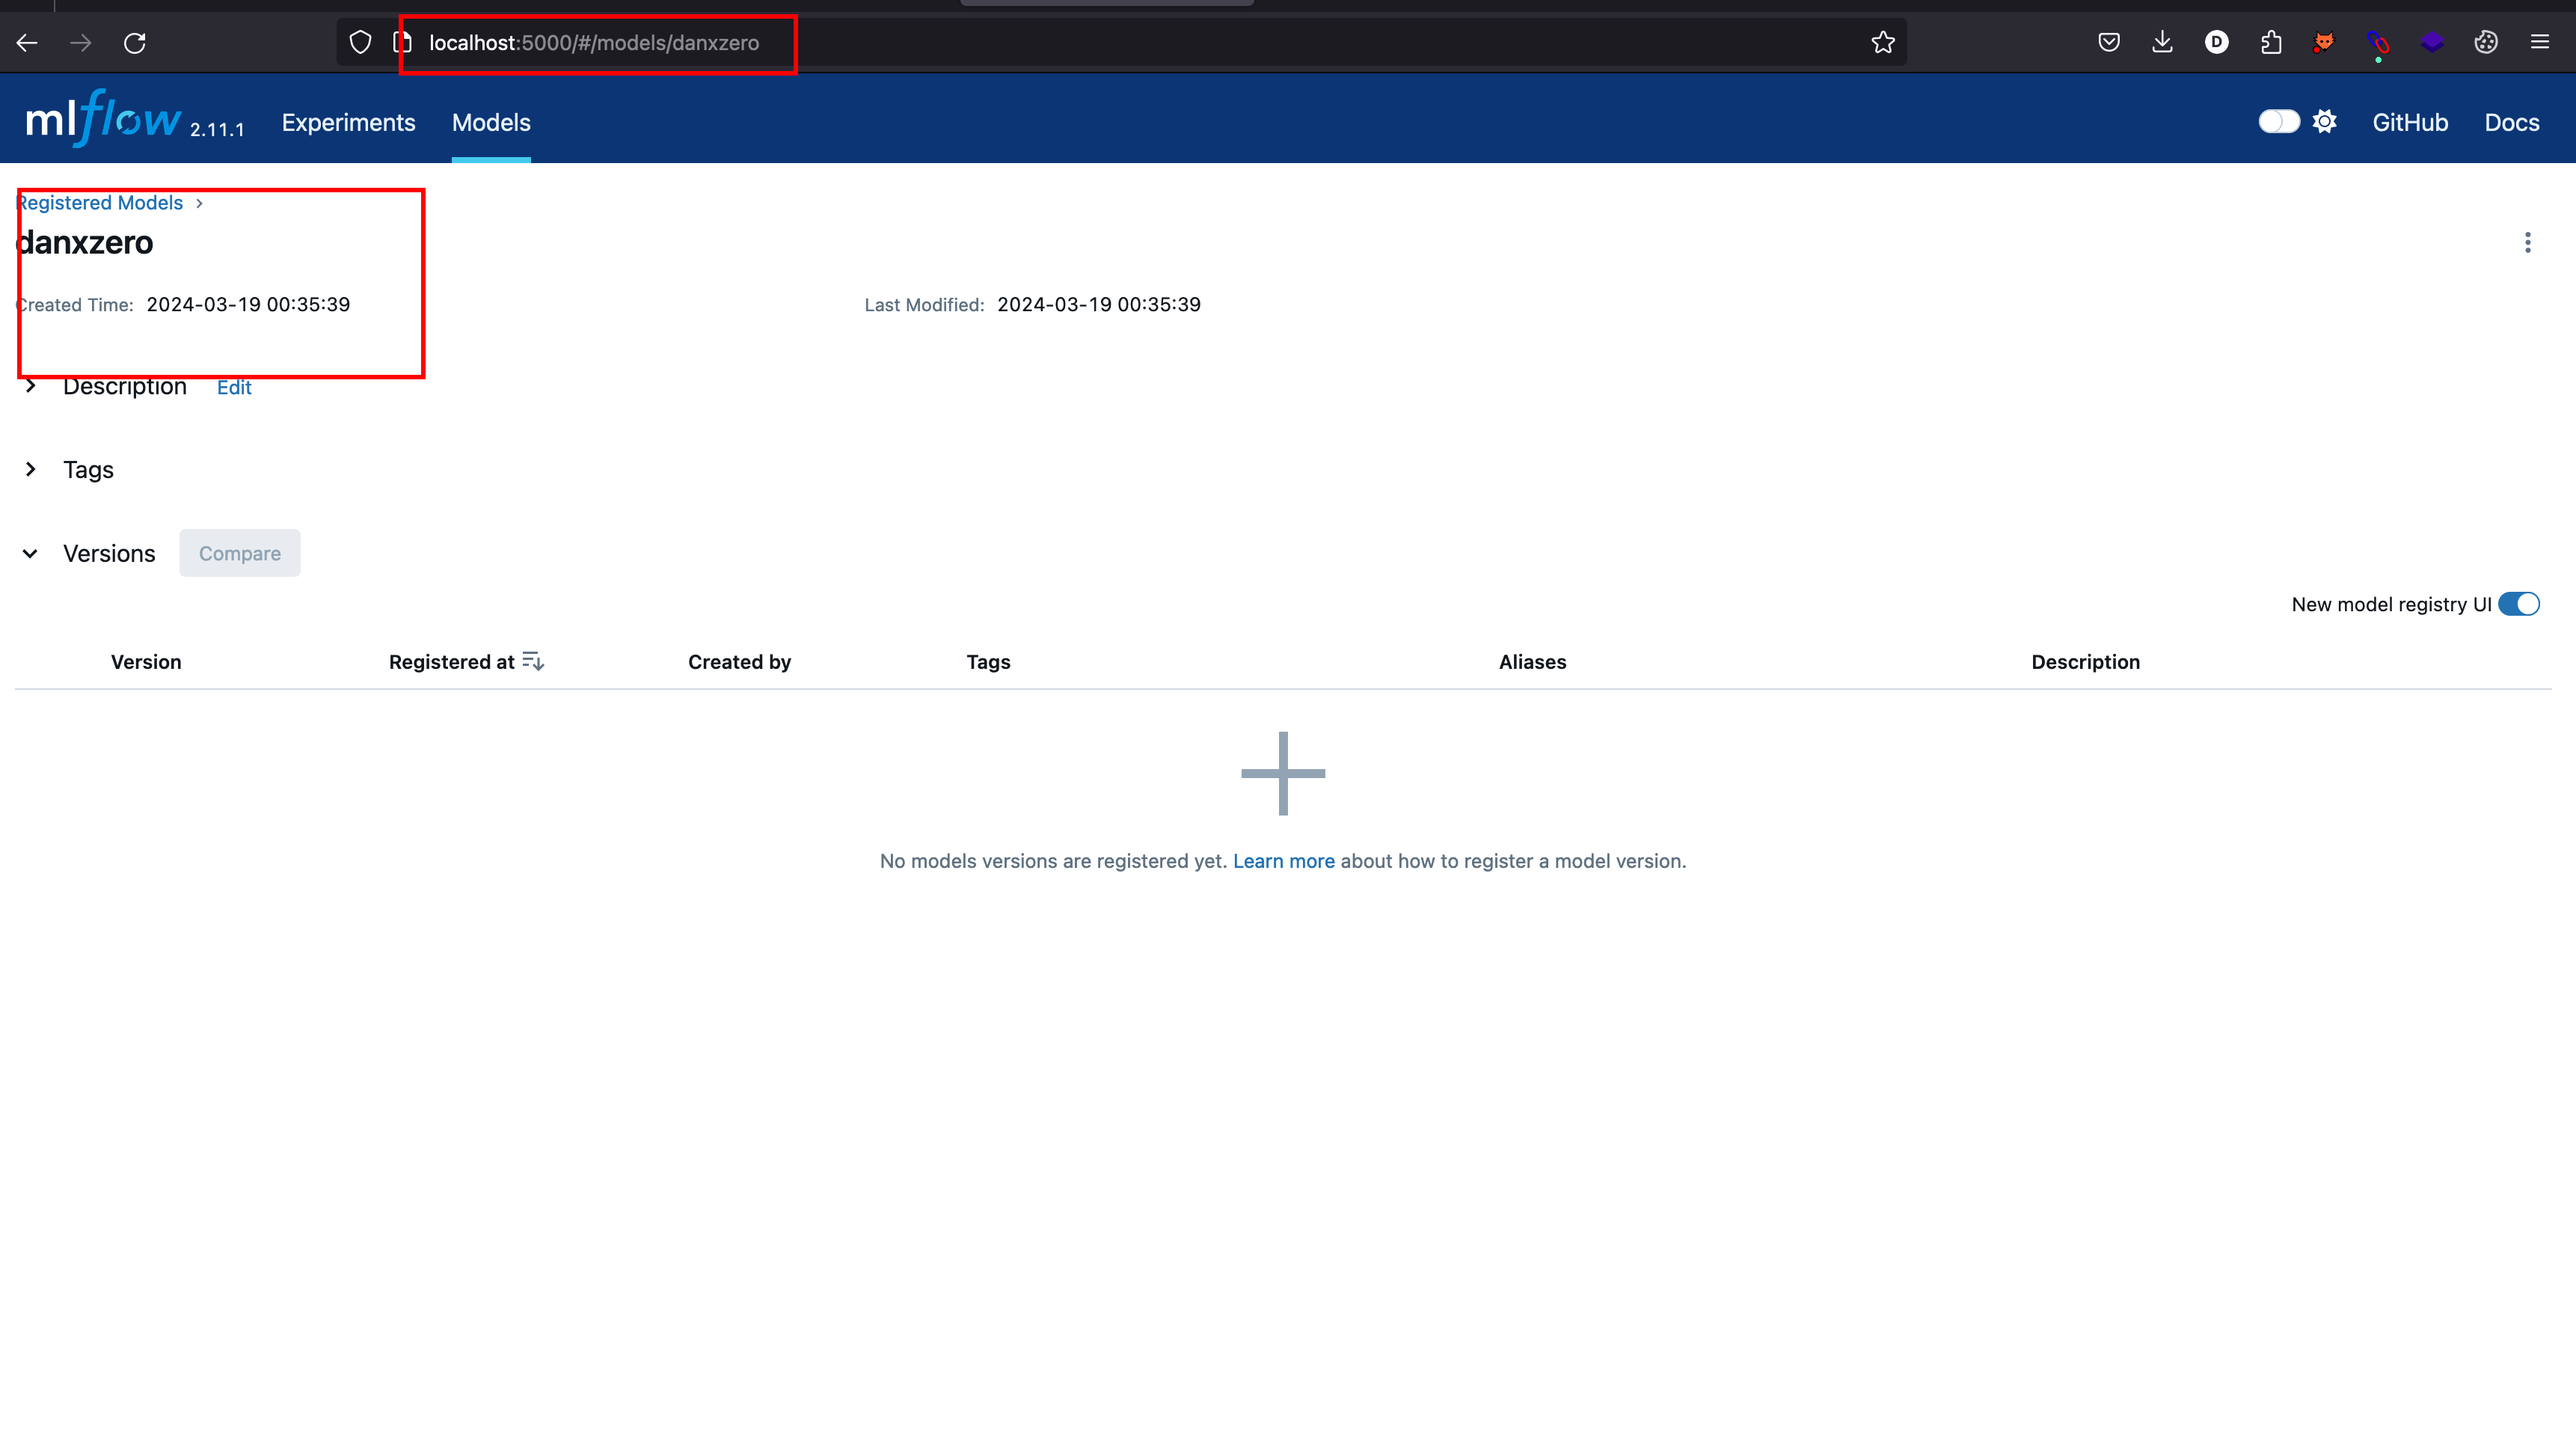 localhost:5000/#/models/danxzero
D
mlflow 2.11.1 Experiments Models GitHub Docs
Registered Models
danxzero
Created Time: 2024-03-19 00:35:39 Last Modified: 2024-03-19 00:35:39
Description Edit
Tags
Versions Compare
New model registry UI
Version Registered at Created by Tags Aliases Description
No models versions are registered yet. Learn more about how to register a model version.